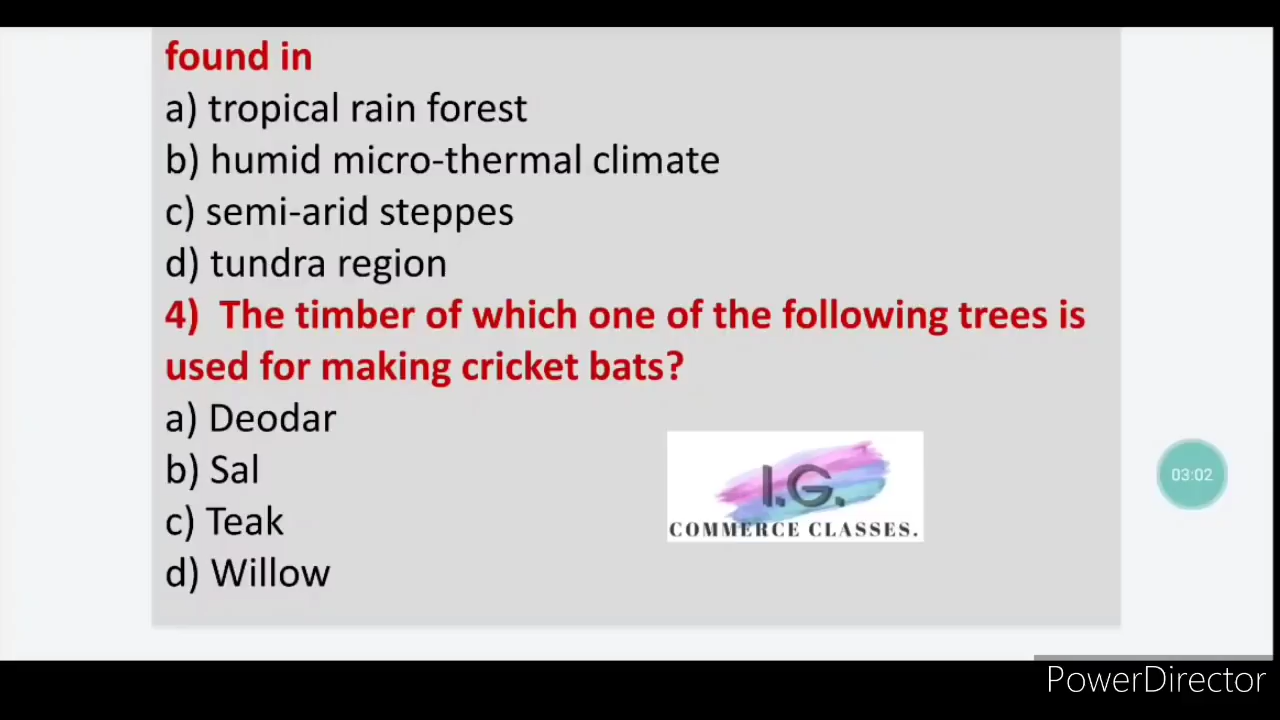 found in
a) tropical rain forest
b) humid micro-thermal climate
c) semi-arid steppes
d) tundra region
4)  The timber of which one of the following trees is
used for making cricket bats?
a) Deodar
b) Sal
c) Teak
d) Willow
I.G.
COMMERCE CLASSES.
03:02
PowerDirector